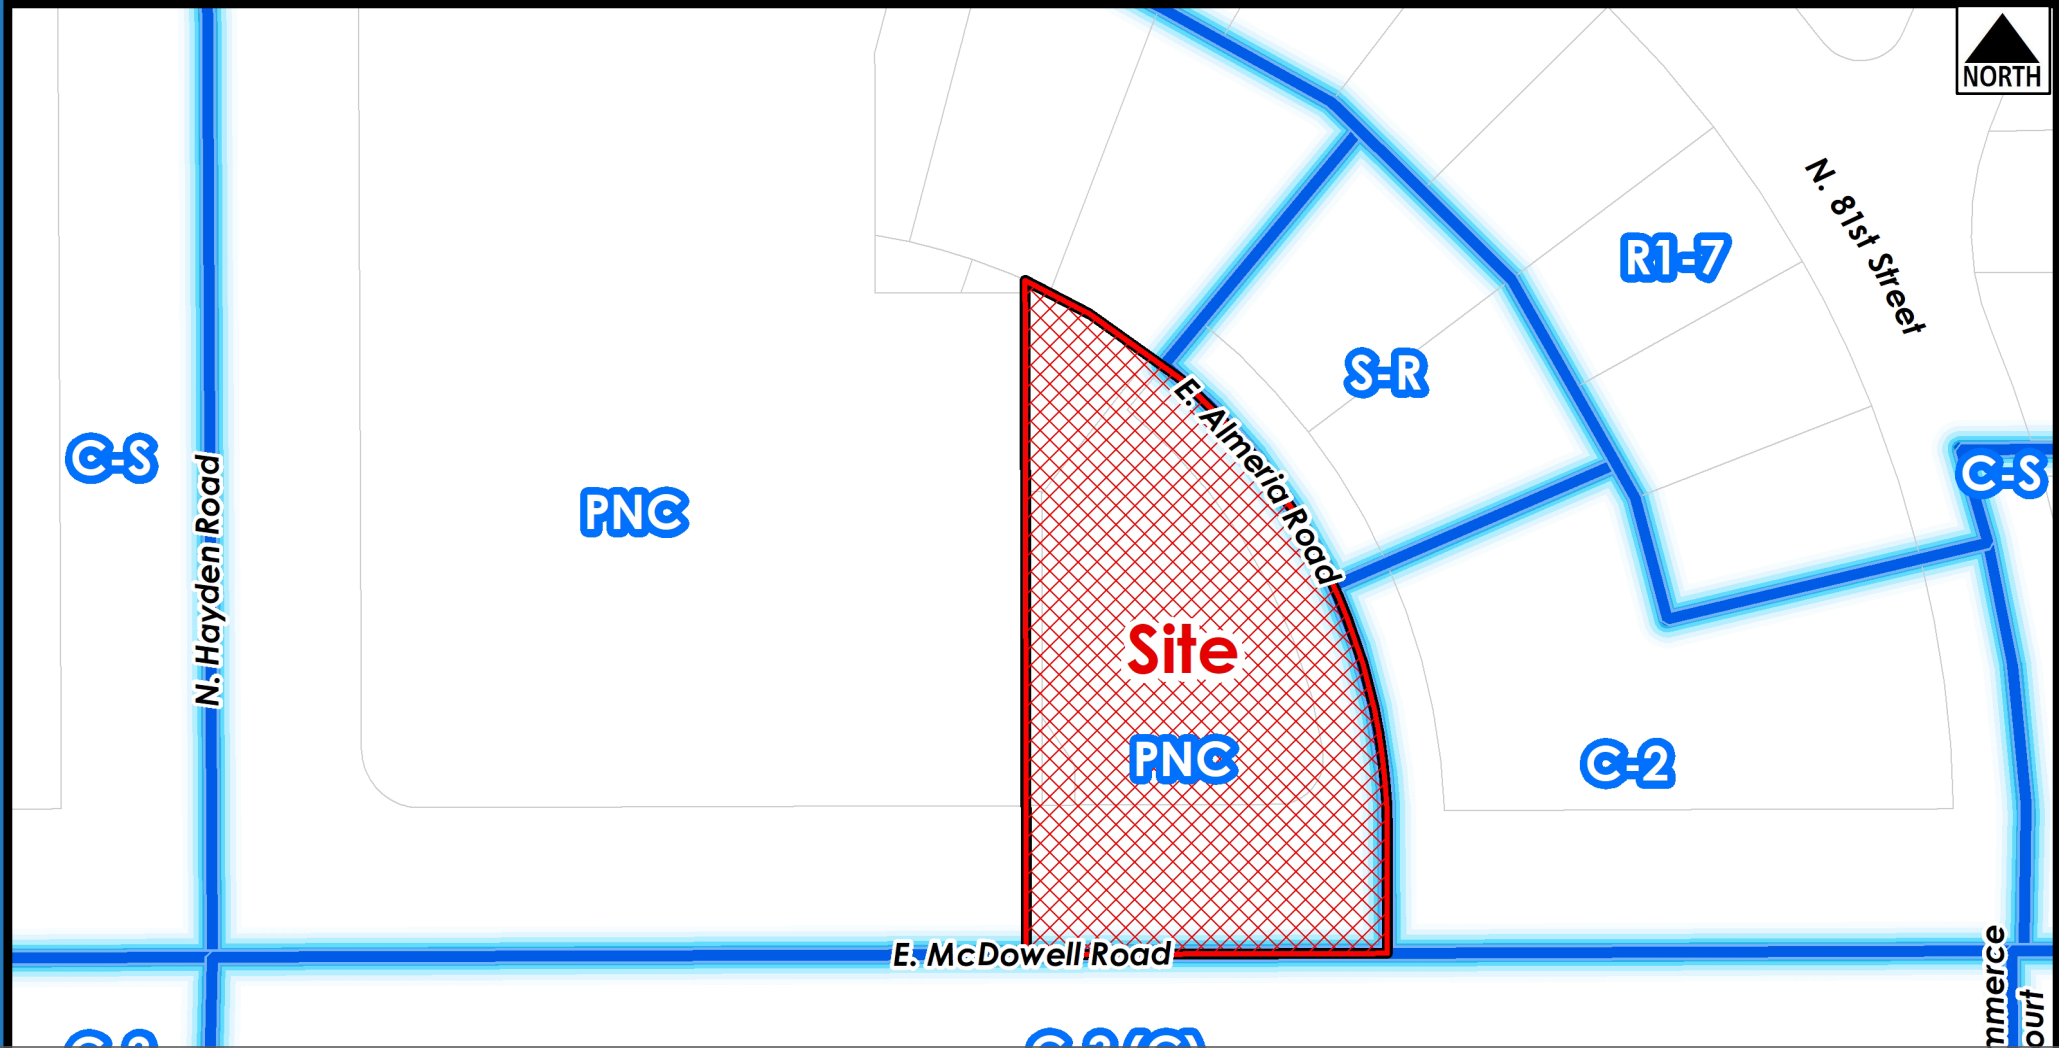 NORTH
N. 81st Street
R1-7
S-R
C-S
C-S
PNC
E. Almeria Road
N. Hayden Road
Site
PNC
C-2
E. McDowell Road